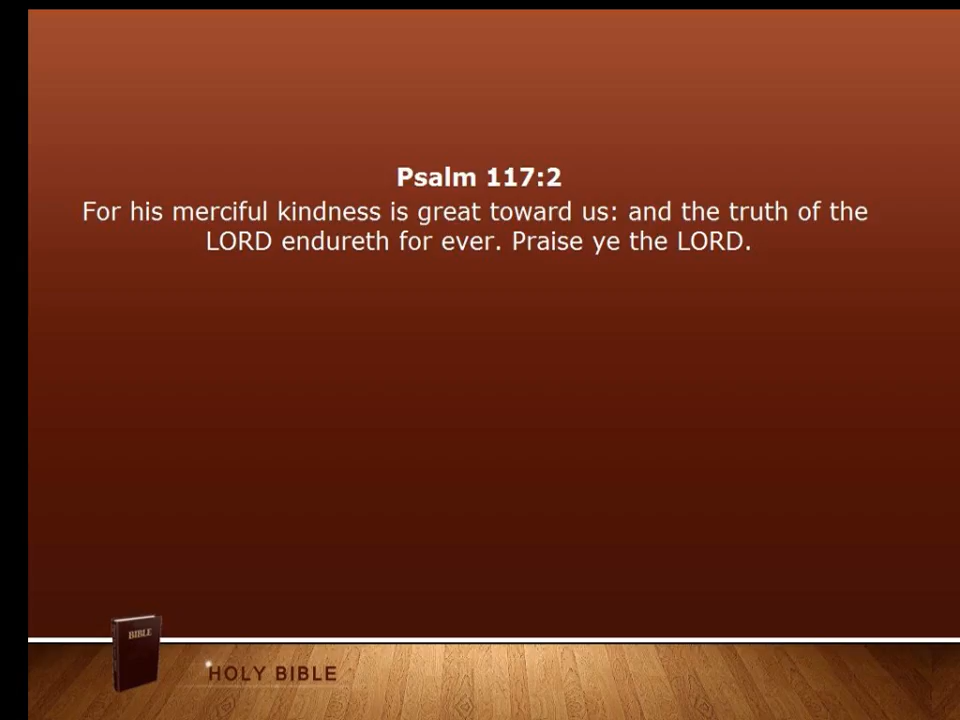 Psalm 117:2
For his merciful kindness is great toward us: and the truth of the
LORD endureth for ever. Praise ye the LORD.
BIBLE
HOLY BIBLE